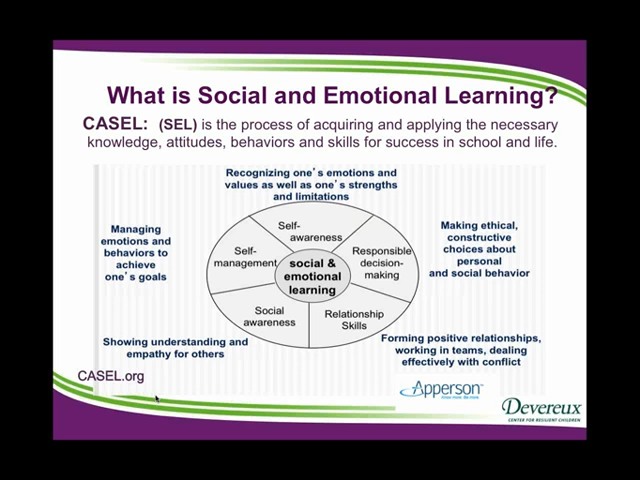 What is Social and Emotional Learning?
CASEL: (SEL) is the process of acquiring and applying the necessary
knowledge, attitudes, behaviors and skills for success in school and life.
Recognizing one's emotions and
values as well as one's strengths
and limitations
Managing
emotions and
behaviors to
achieve
one's goals
Self-
awareness
Self-
management
Responsible
decision-
making
social &
emotional
learning
Social
awareness
Relationship
Skills
Making ethical,
constructive
choices about
personal
and social behavior
Showing understanding and
empathy for others
Forming positive relationships,
working in teams, dealing
effectively with conflict
CASEL.org
Apperson
Devereux
CENTER FOR RESILIENT CHILDREN